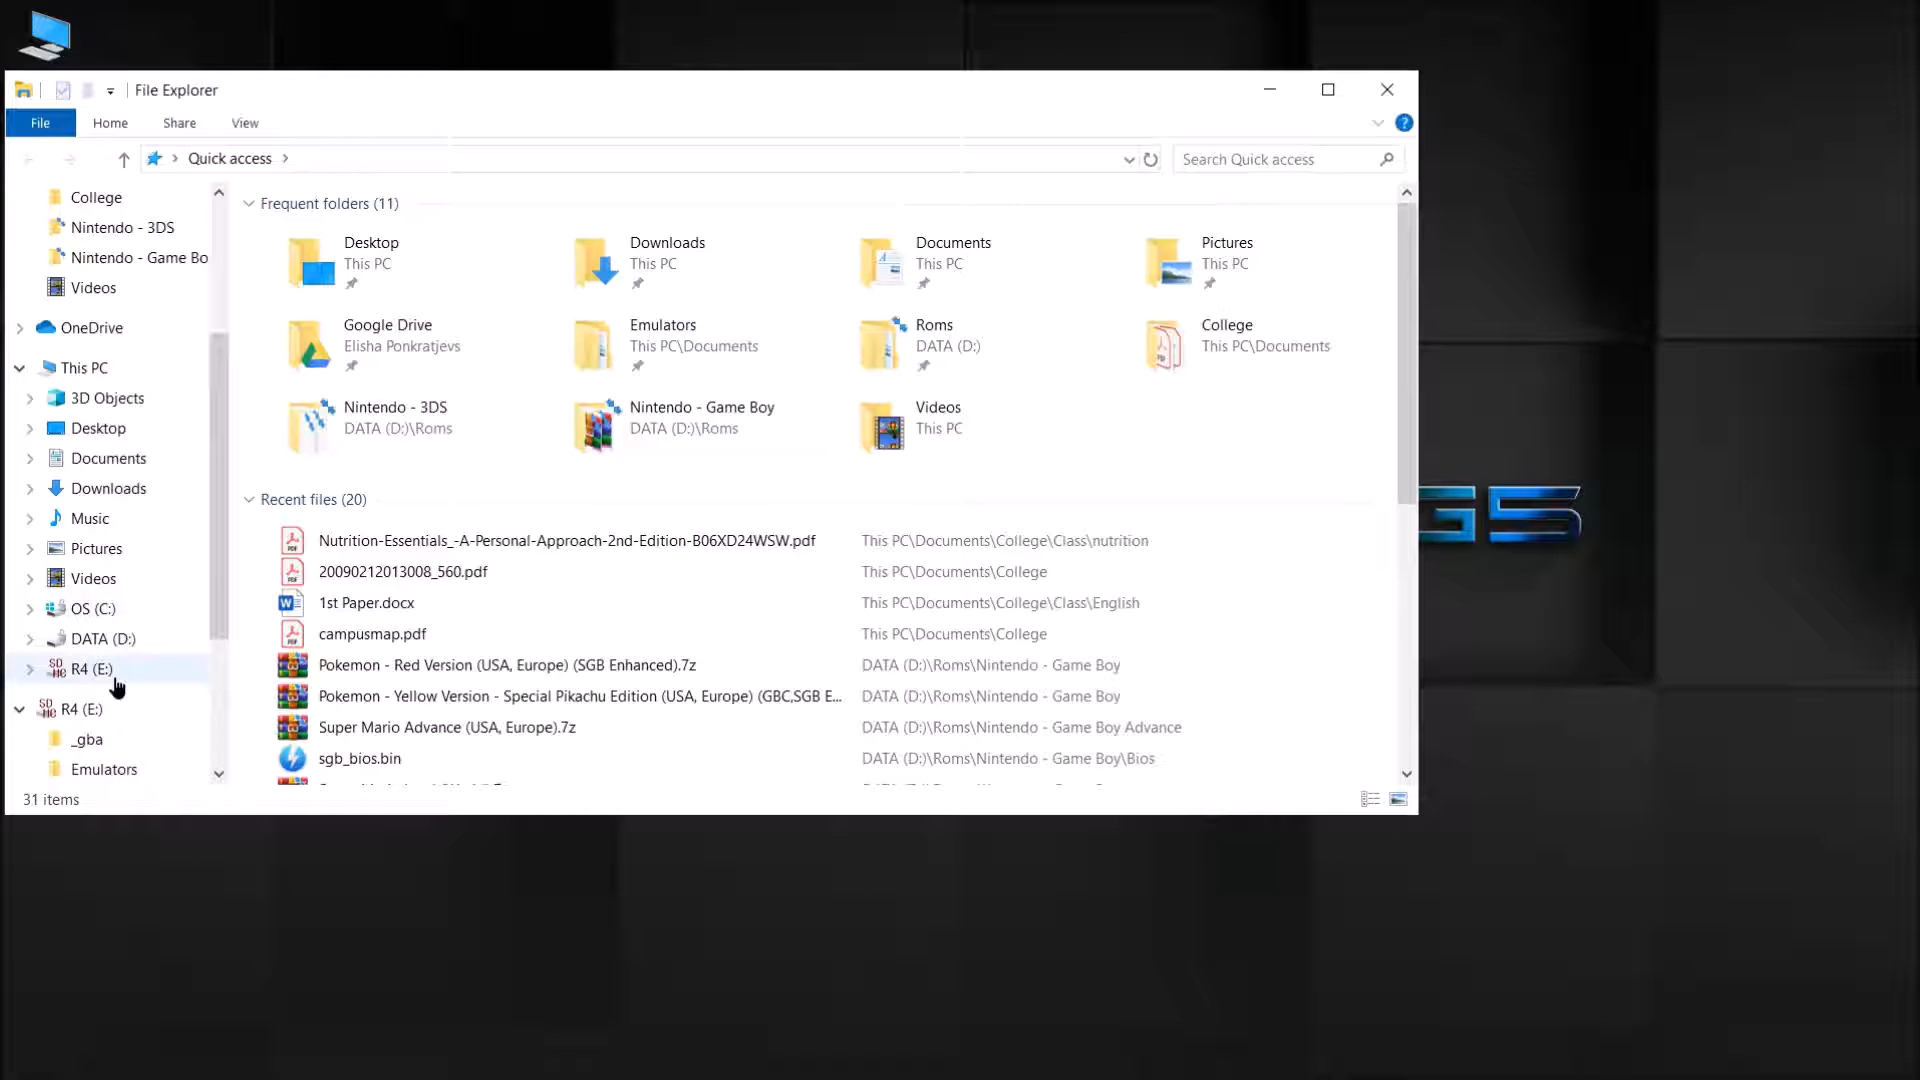 File Explorer
File Home Share View
Quick access
Search Quick access
College
Nintendo - 3DS
Nintendo - Game Bo
Videos
OneDrive
This PC
3D Objects
Desktop
Documents
Downloads
Music
Pictures
Videos
OS (C:)
DATA (D:)
R4 (E:)
R4 (E:)
_gba
Emulators
Frequent folders (11)
Desktop
This PC
Downloads
This PC
Documents
This PC
Pictures
This PC
Google Drive
Elisha Ponkratjevs
Emulators
This PC\Documents
Roms
DATA (D:)
College
This PC\Documents
Nintendo - 3DS
DATA (D:)\Roms
Nintendo - Game Boy
DATA (D:)\Roms
Videos
This PC
Recent files (20)
Nutrition-Essentials_-A-Personal-Approach-2nd-Edition-B06XD24WSW.pdf This PC\Documents\College\Class\nutrition
20090212013008_560.pdf This PC\Documents\College
1st Paper.docx This PC\Documents\College\Class\English
campusmap.pdf This PC\Documents\College
Pokemon - Red Version (USA, Europe) (SGB Enhanced).7z DATA (D:)\Roms\Nintendo - Game Boy
Pokemon - Yellow Version - Special Pikachu Edition (USA, Europe) (GBC,SGB E... DATA (D:)\Roms\Nintendo - Game Boy
Super Mario Advance (USA, Europe).7z DATA (D:)\Roms\Nintendo - Game Boy Advance
sgb_bios.bin DATA (D:)\Roms\Nintendo - Game Boy\Bios
31 items
G5